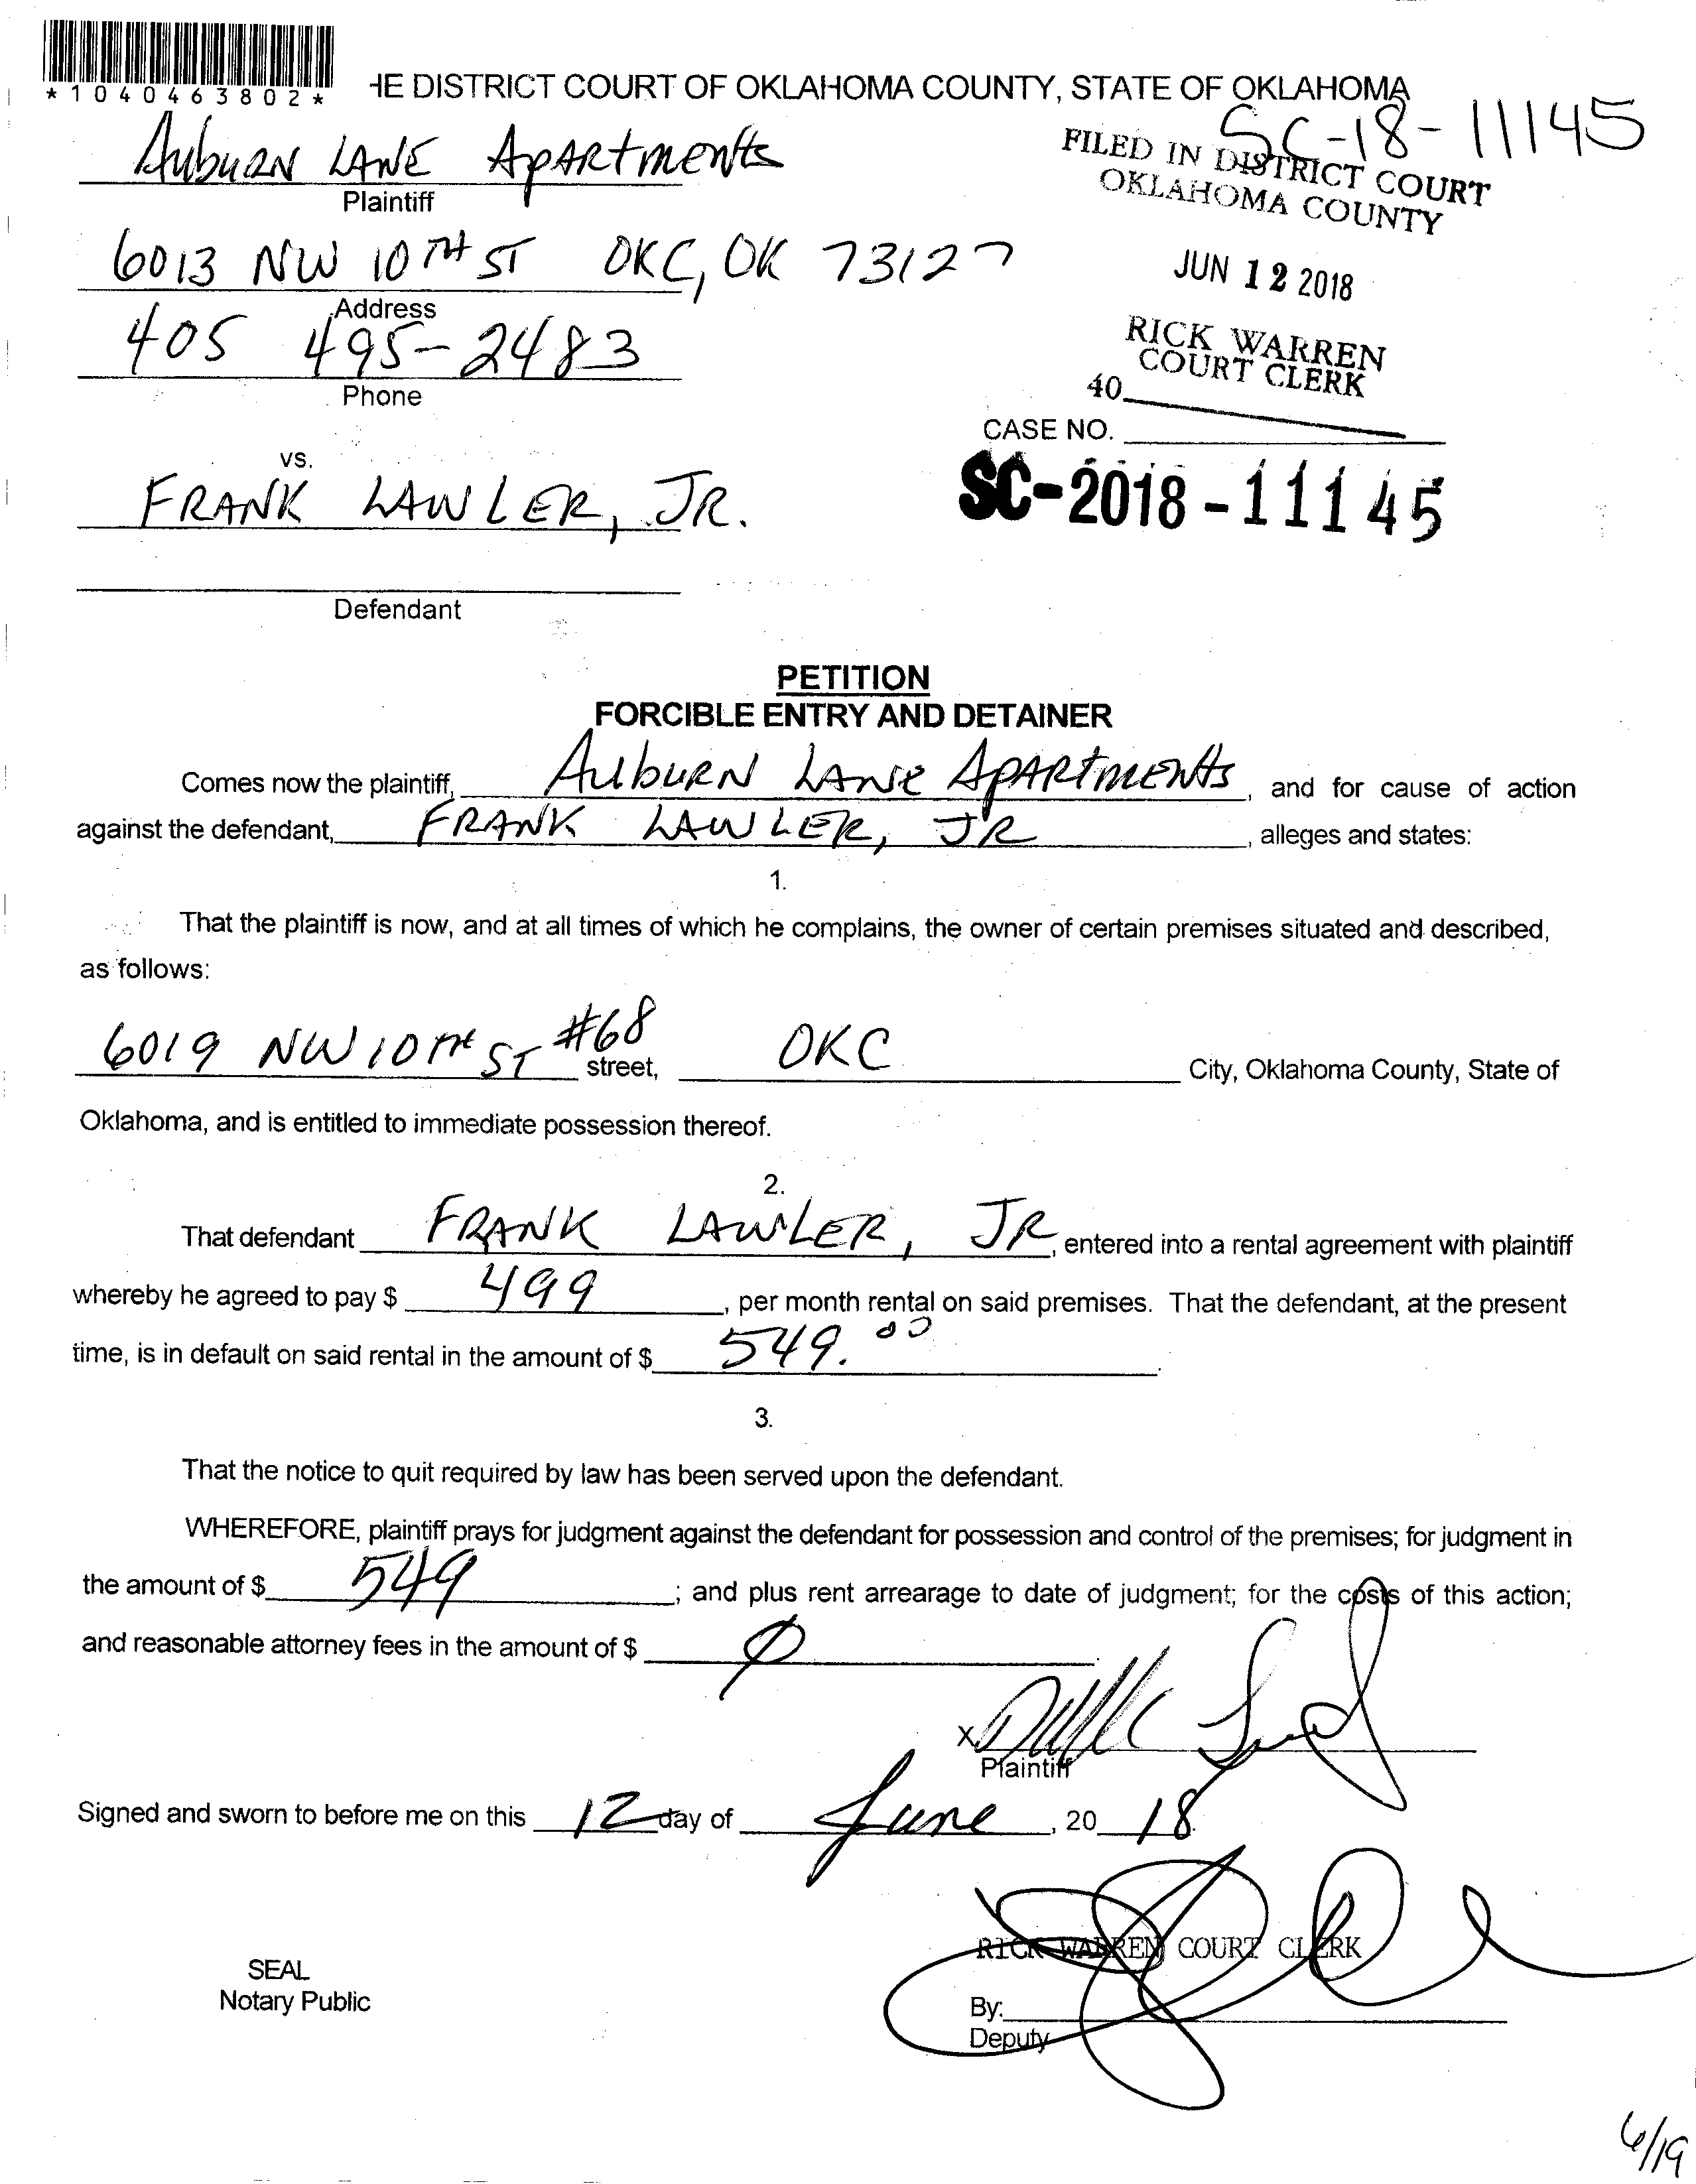 *1040463802*
HE DISTRICT COURT OF OKLAHOMA COUNTY, STATE OF OKLAHOMA
SC-18-11145
Auburn Lane Apartments
Plaintiff
FILED IN DISTRICT COURT
OKLAHOMA COUNTY
6013 NW 10TH ST OKC, OK 73127
Address
JUN 12 2018
405 495-2483
Phone
RICK WARREN
COURT CLERK
40
CASE NO.
vs.
FRANK LAWLER, JR.
SC-2018-11145
Defendant
PETITION
FORCIBLE ENTRY AND DETAINER
Comes now the plaintiff, Auburn Lane Apartments, and for cause of action
against the defendant, FRANK LAWLER, JR, alleges and states:
1.
That the plaintiff is now, and at all times of which he complains, the owner of certain premises situated and described,
as follows:
6019 NW 10TH ST #68 street, OKC City, Oklahoma County, State of
Oklahoma, and is entitled to immediate possession thereof.
2.
That defendant FRANK LAWLER, JR, entered into a rental agreement with plaintiff
whereby he agreed to pay $ 499, per month rental on said premises. That the defendant, at the present
time, is in default on said rental in the amount of $ 549.00.
3.
That the notice to quit required by law has been served upon the defendant.
WHEREFORE, plaintiff prays for judgment against the defendant for possession and control of the premises; for judgment in
the amount of $ 549; and plus rent arrearage to date of judgment; for the costs of this action;
and reasonable attorney fees in the amount of $ Ø.
X
Plaintiff
Signed and sworn to before me on this 12 day of June, 20 18.
RICK WARREN COURT CLERK
SEAL
Notary Public
By:
Deputy
6/19